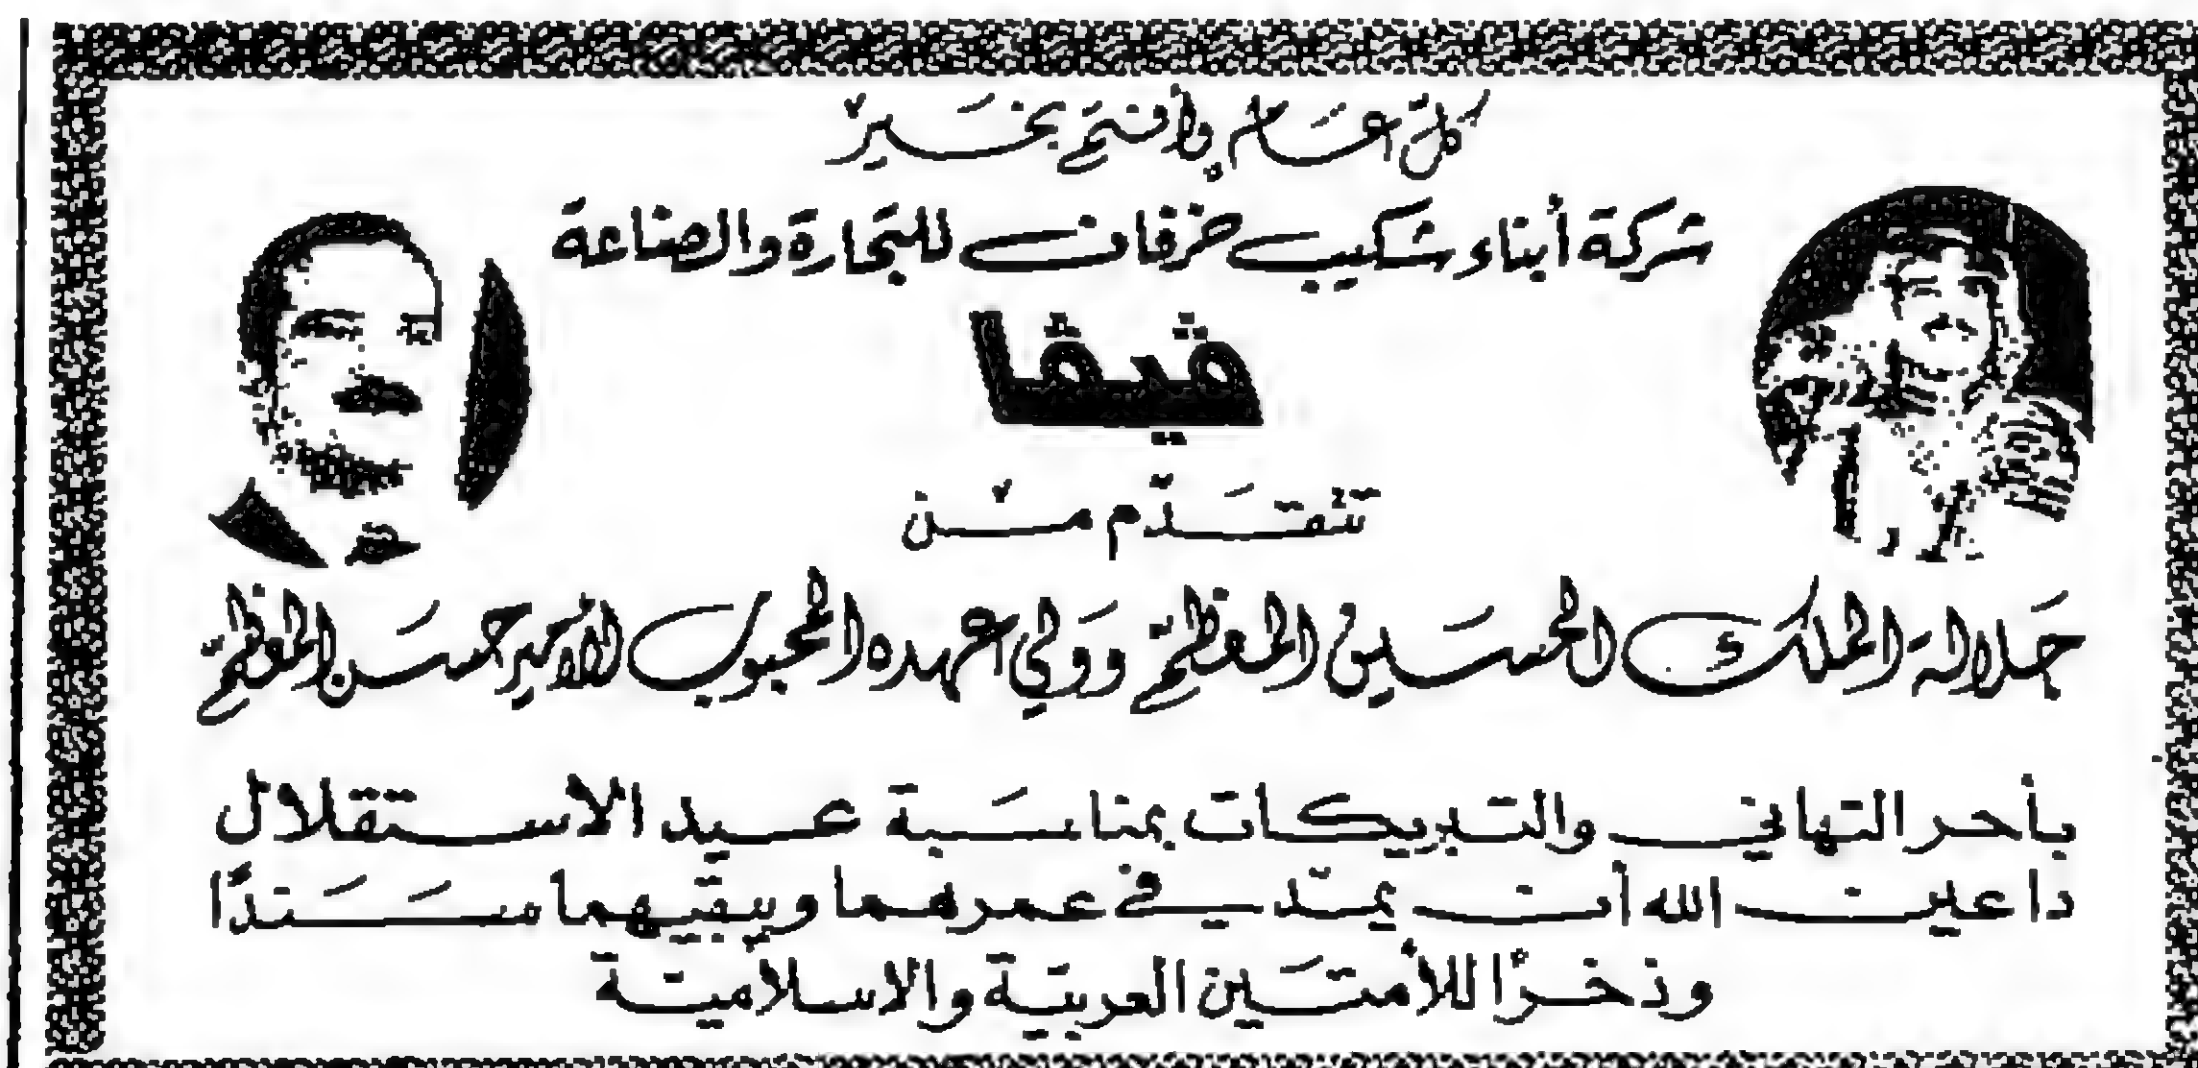 كل عام وأنتم بخير
شركة أبناء شكيب خرفان للتجارة والصناعة
فيفا
تتقدم من
جلالة الملك الحسين المعظم وولي عهده المحبوب الأمير حسن المعظم
بأحر التهاني والتبريكات بمناسبة عيد الاستقلال
داعين الله أن يمد في عمرهما ويبقيهما سندًا
وذخرًا للأمتين العربية والاسلامية